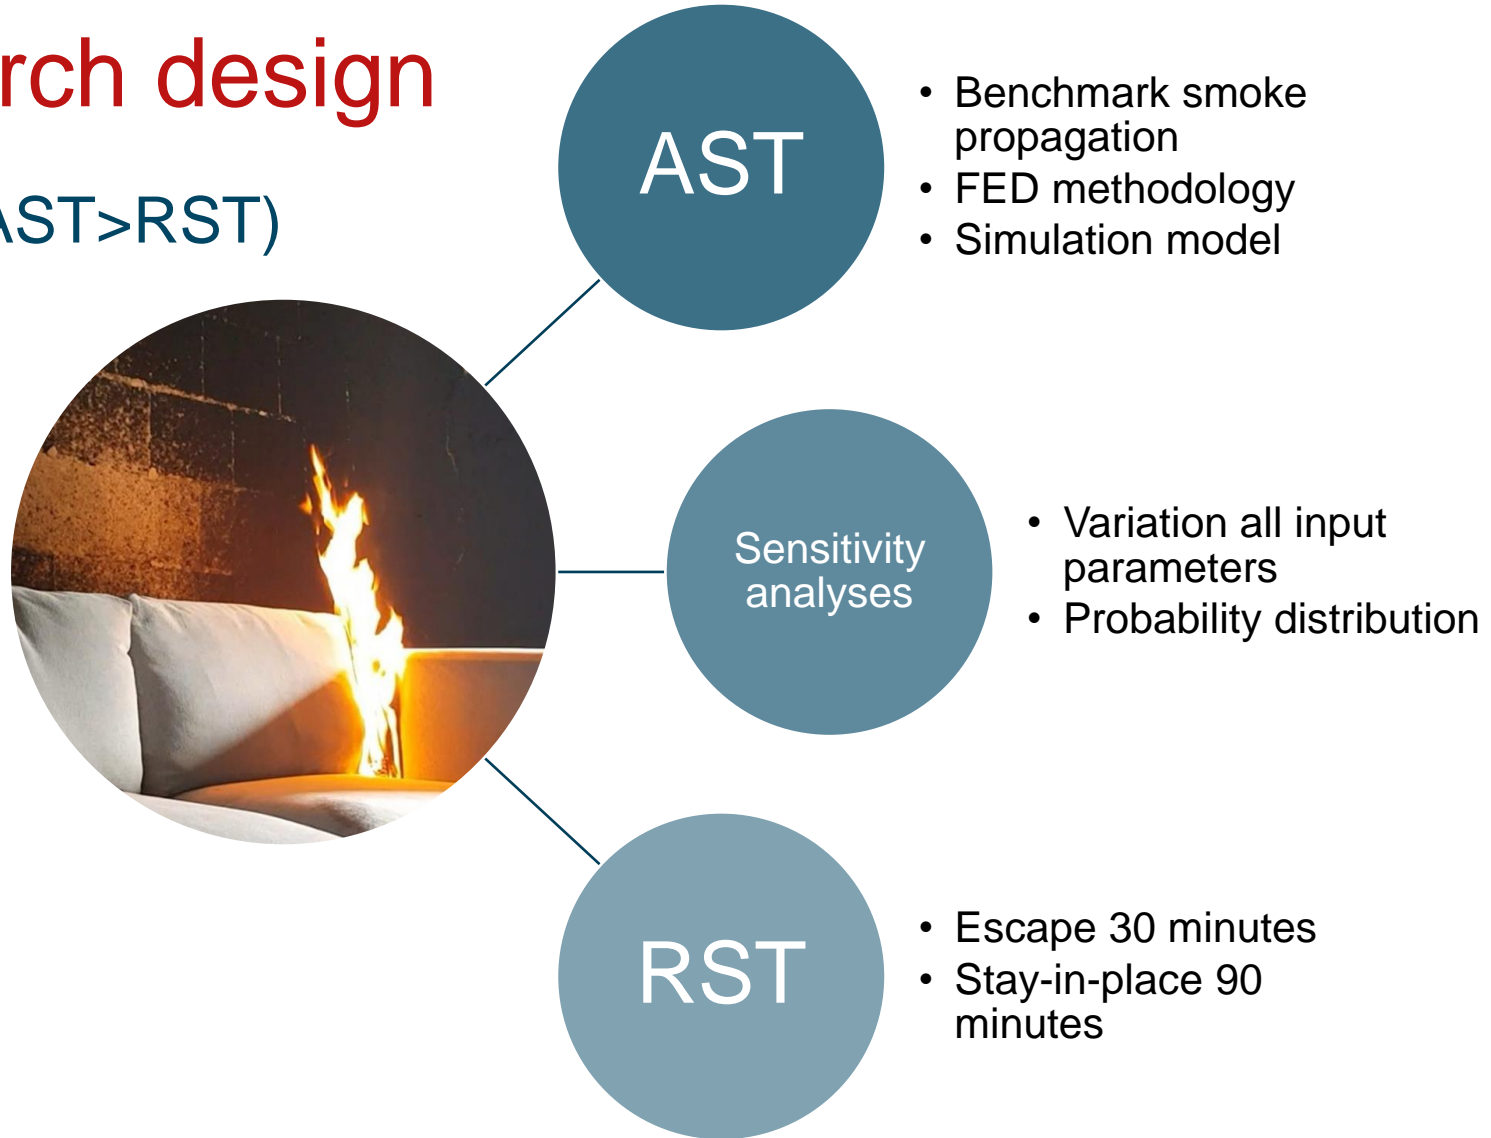 rch design
AST>RST)
AST
• Benchmark smoke
propagation
• FED methodology
• Simulation model
Sensitivity
analyses
• Variation all input
parameters
• Probability distribution
RST
• Escape 30 minutes
• Stay-in-place 90
minutes